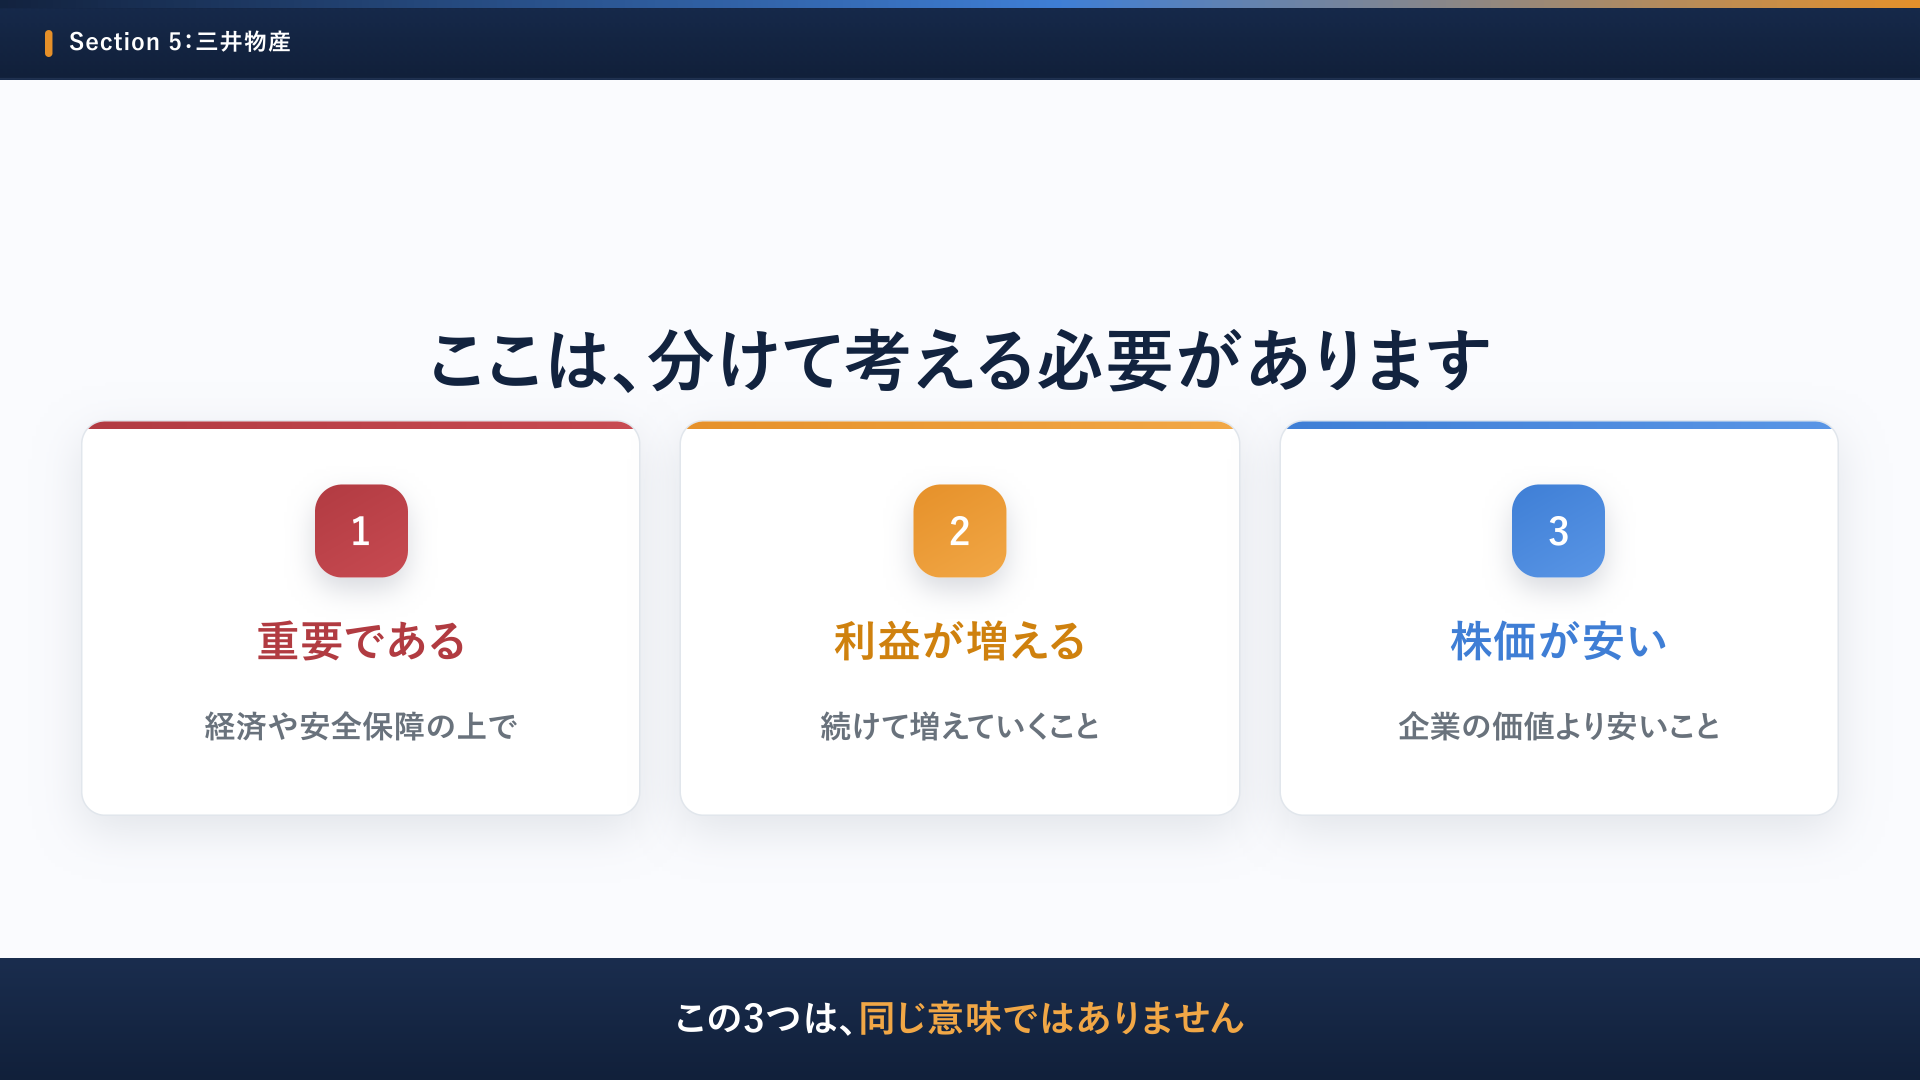 Section 5：三井物産
ここは、分けて考える必要があります
1
重要である
経済や安全保障の上で
2
利益が増える
続けて増えていくこと
3
株価が安い
企業の価値より安いこと
この3つは、同じ意味ではありません